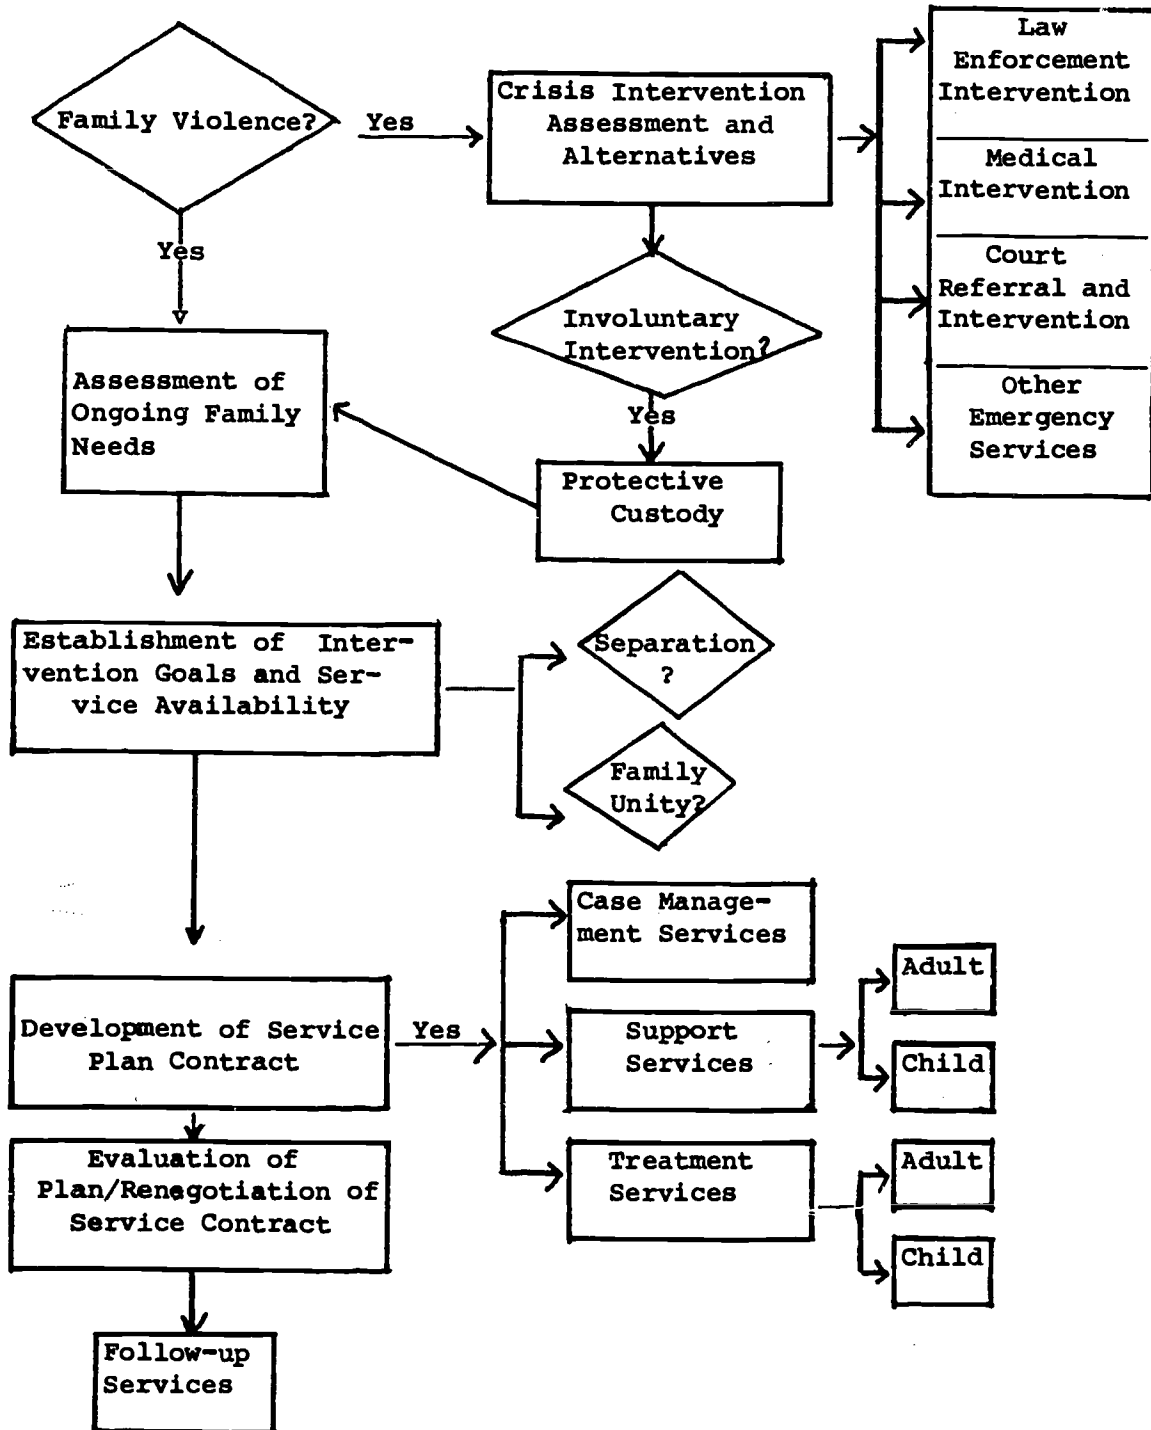 Family Violence?
Yes
Crisis Intervention
Assessment and
Alternatives
Law
Enforcement
Intervention
Medical
Intervention
Court
Referral and
Intervention
Other
Emergency
Services
Yes
Involuntary
Intervention?
Yes
Assessment of
Ongoing Family
Needs
Protective
Custody
Establishment of Inter-
vention Goals and Ser-
vice Availability
Separation
?
Family
Unity?
Case Manage-
ment Services
Development of Service
Plan Contract
Yes
Support
Services
Adult
Child
Evaluation of
Plan/Renegotiation of
Service Contract
Treatment
Services
Adult
Child
Follow-up
Services